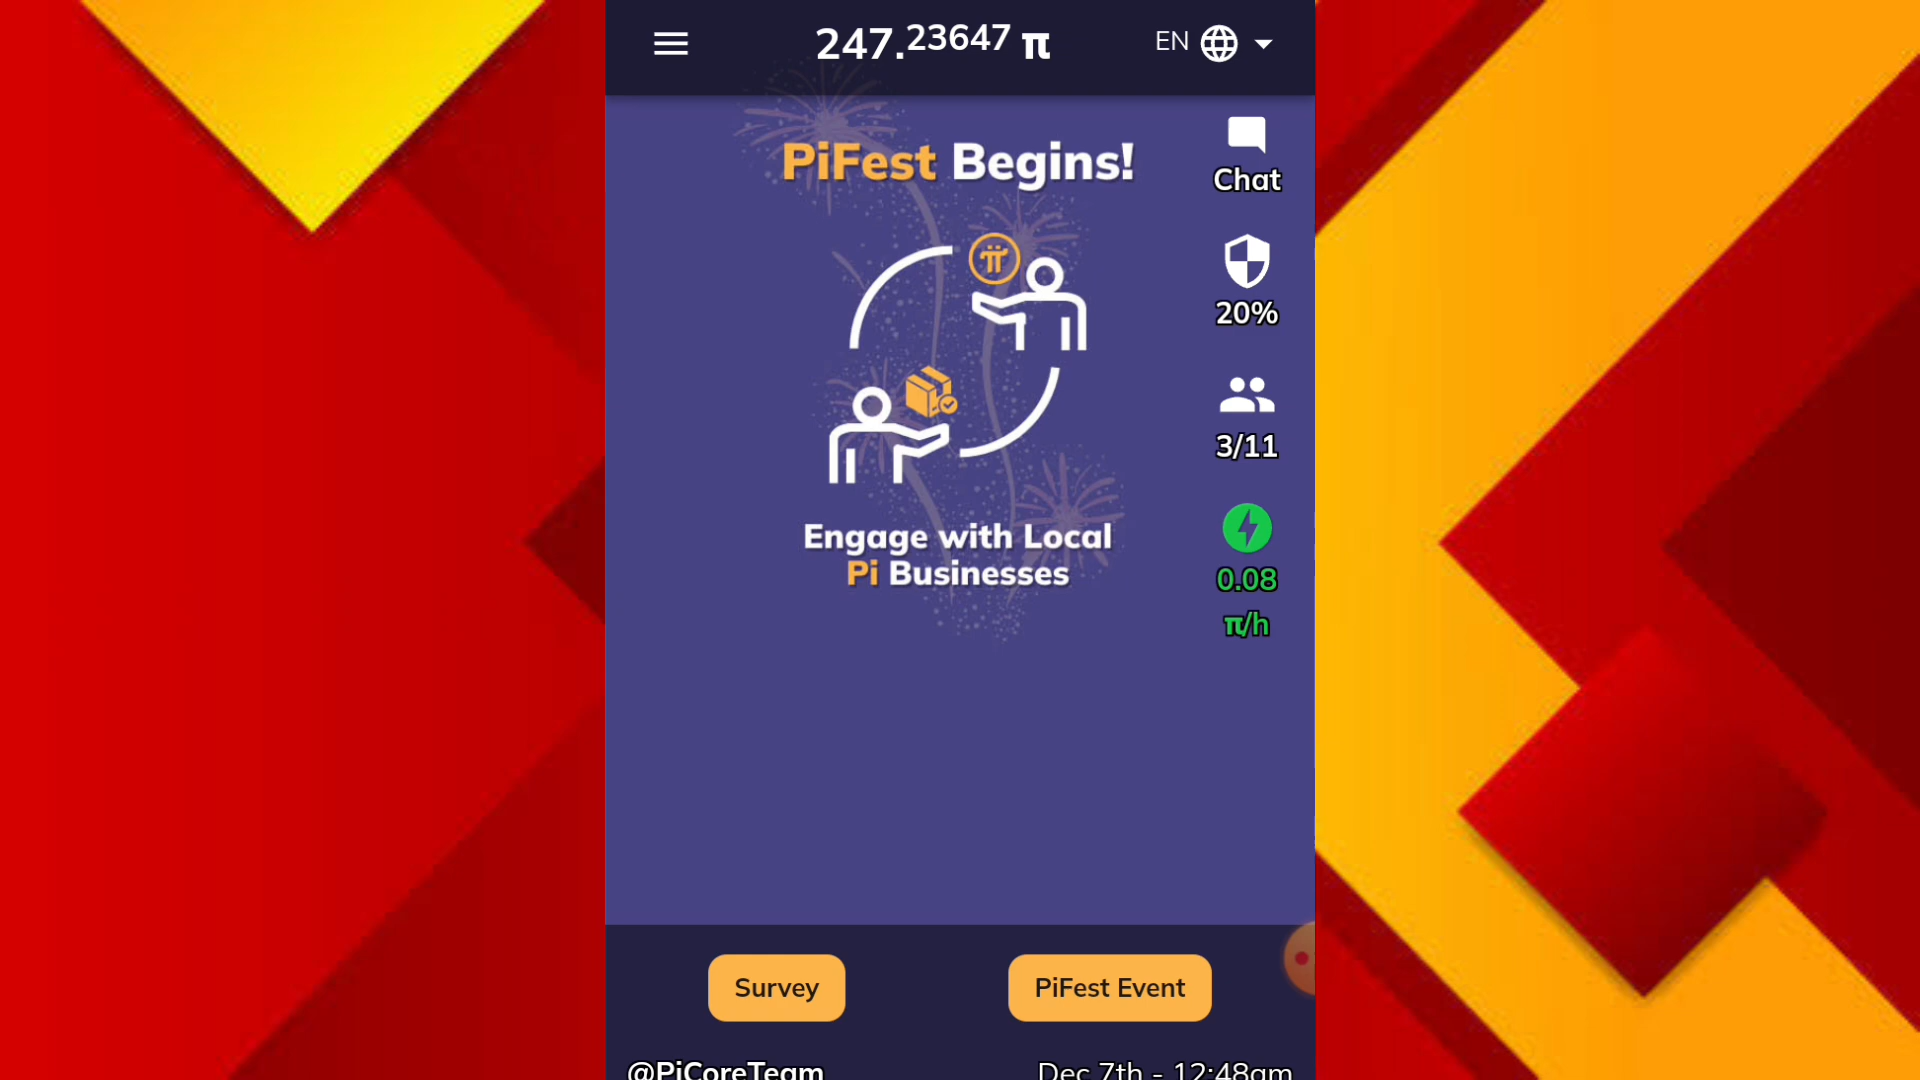 247.23647 π
EN
PiFest Begins!
Chat
20%
3/11
Engage with Local
Pi Businesses
0.08
π/h
Survey
PiFest Event
@PiCoreTeam
Dec 7th - 12:48am